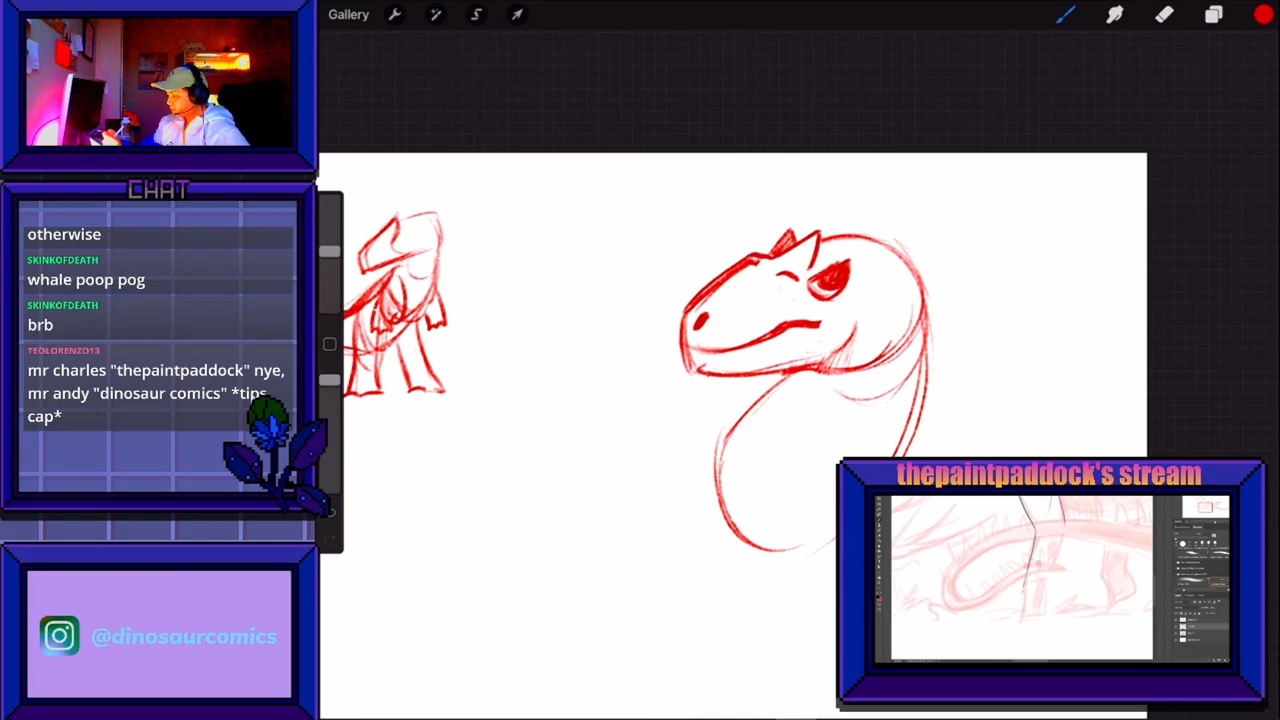 Gallery
CHAT
otherwise
SKINKOFDEATH
whale poop pog
SKINKOFDEATH
brb
TEOLORENZO13
mr charles "thepaintpaddock" nye,
mr andy "dinosaur comics" *tips
cap*
@dinosaurcomics
thepaintpaddock's stream